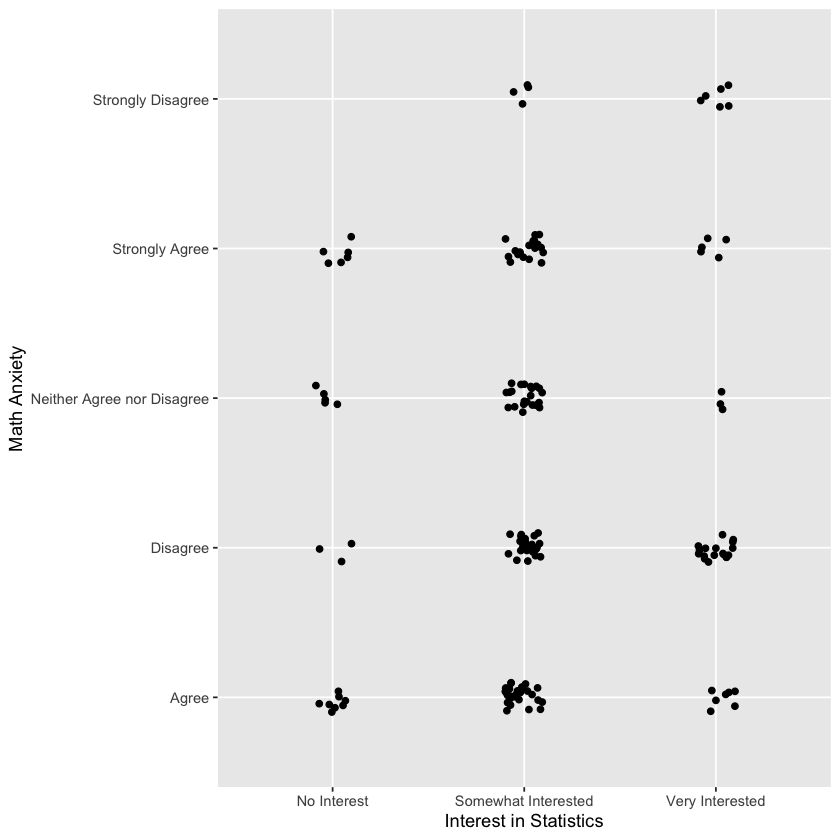 Strongly Disagree
Strongly Agree
Neither Agree nor Disagree
Disagree
Agree
Math Anxiety
No Interest
Somewhat Interested
Very Interested
Interest in Statistics